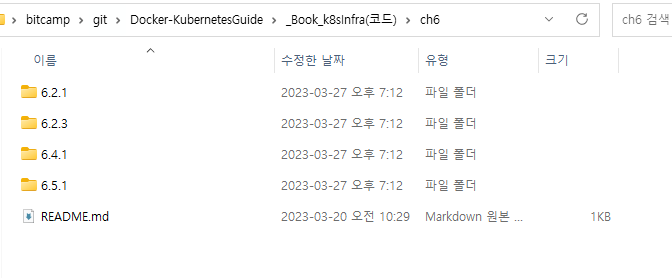 bitcamp > git > Docker-KubernetesGuide > _Book_k8sInfra(코드) > ch6
ch6 검색
이름 수정한 날짜 유형 크기
6.2.1 2023-03-27 오후 7:12 파일 폴더
6.2.3 2023-03-27 오후 7:12 파일 폴더
6.4.1 2023-03-27 오후 7:12 파일 폴더
6.5.1 2023-03-27 오후 7:12 파일 폴더
README.md 2023-03-20 오전 10:29 Markdown 원본 ... 1KB